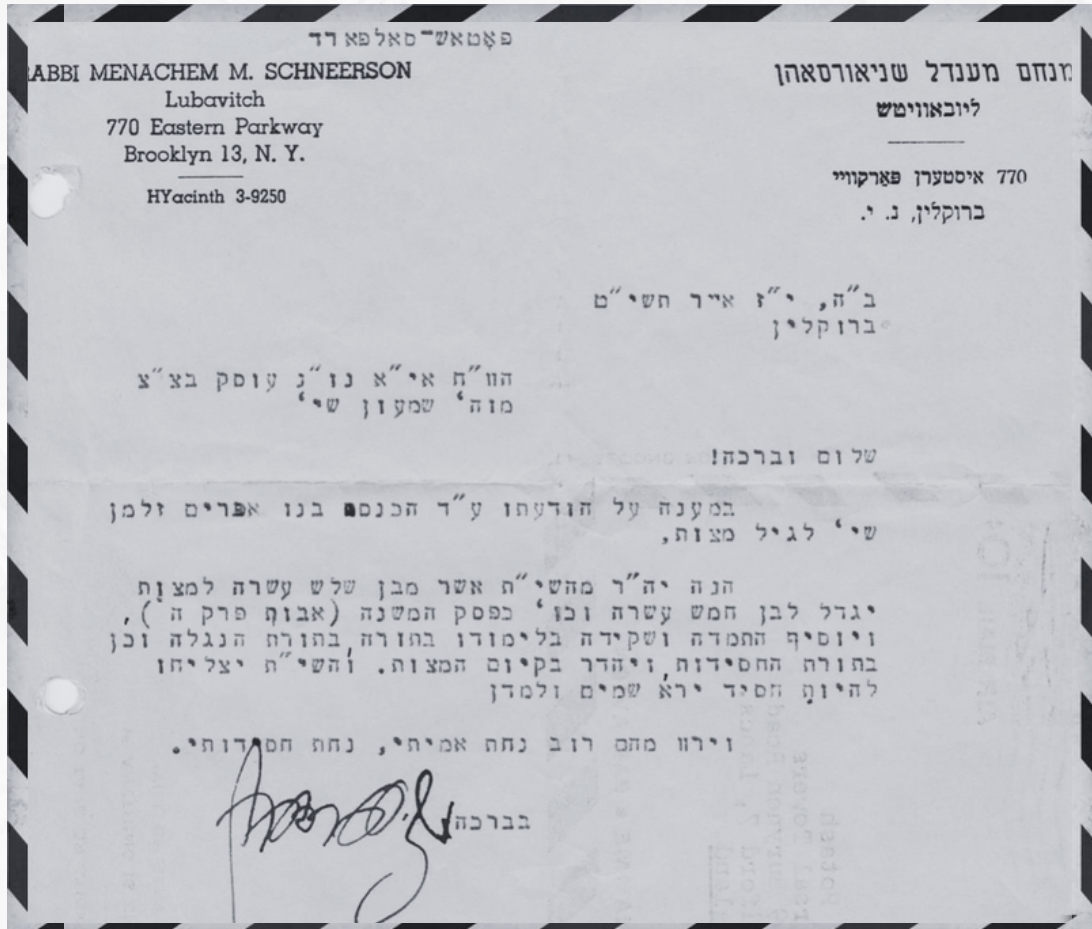 פאטאש-סאלפארד
RABBI MENACHEM M. SCHNEERSON
Lubavitch
770 Eastern Parkway
Brooklyn 13, N. Y.
HYacinth 3-9250
מנחם מענדל שניאורסאהן
ליובאוויטש
770 איסטערן פארקוויי
ברוקלין, נ. י.
ב"ה, י"ז אייר תשי"ט
ברוקלין
הוו"ח אי"א נו"נ עוסק בצ"צ
מוה' שמעון שי'
שלום וברכה!
במענה על הודעתו ע"ד הכנסת בנו אפרים זלמן
שי' לגיל מצות,
הנה יה"ר מהשי"ת אשר מבן שלש עשרה למצות
יגדל לבן חמש עשרה וכו' כפסק המשנה (אבות פרק ה'),
ויוסיף התמדה ושקידה בלימודו בתורה,בתורת הנגלה וכן
בתורת החסידות,ויהדר בקיום המצות. והשי"ת יצליחו
להיות חסיד ירא שמים ולמדן
וירוו מהם רוב נחת אמיתי, נחת חסידותי.
בברכה